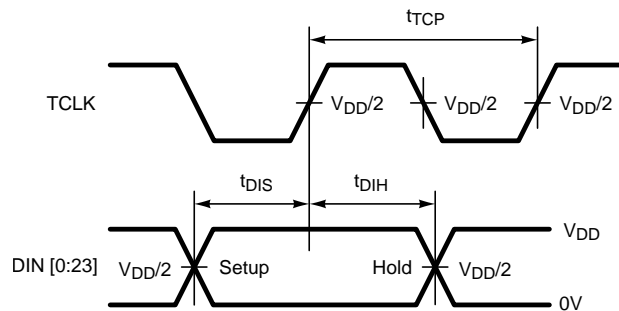 tTCP
TCLK
VDD/2
VDD/2
VDD/2
tDIS
tDIH
VDD
DIN [0:23]
VDD/2
Setup
Hold
VDD/2
0V